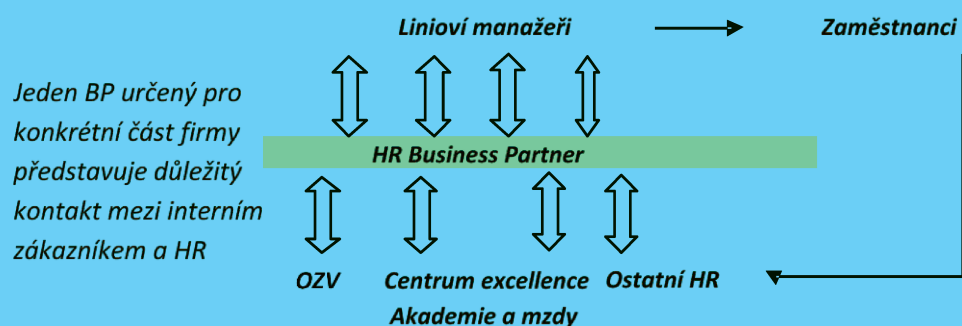 Linioví manažeři
Zaměstnanci
Jeden BP určený pro
konkrétní část firmy
představuje důležitý
kontakt mezi interním
zákazníkem a HR
HR Business Partner
OZV
Centrum excellence
Ostatní HR
Akademie a mzdy